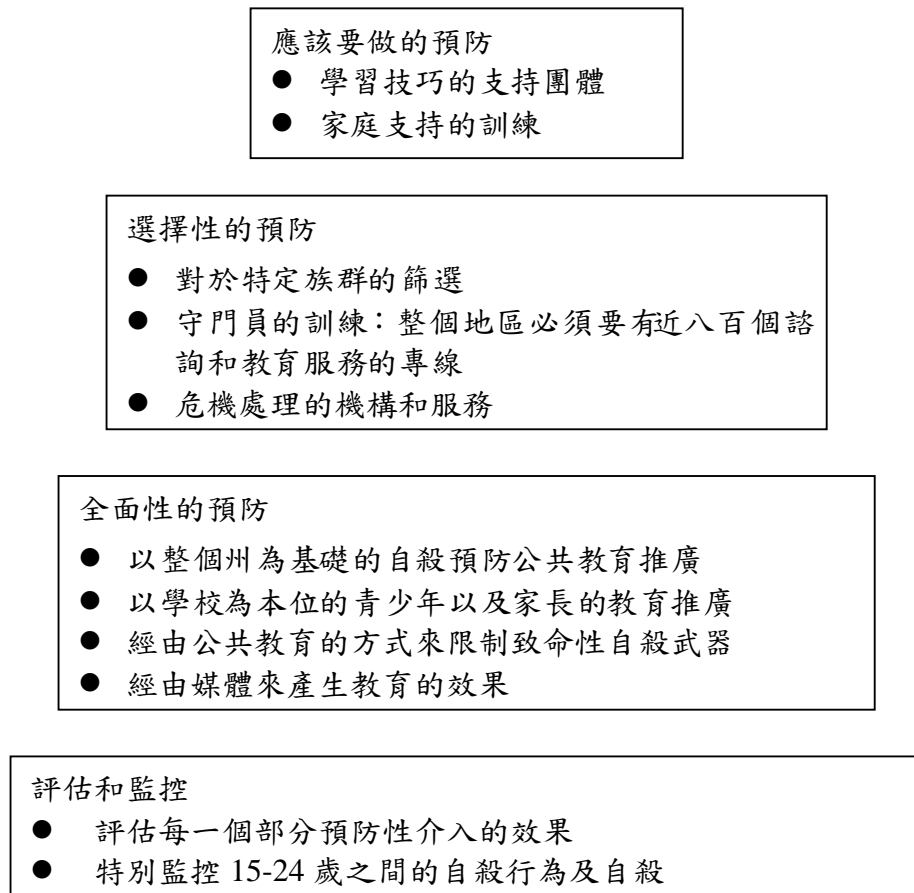 應該要做的預防
● 學習技巧的支持團體
● 家庭支持的訓練
選擇性的預防
● 對於特定族群的篩選
● 守門員的訓練：整個地區必須要有近八百個諮
詢和教育服務的專線
● 危機處理的機構和服務
全面性的預防
● 以整個州為基礎的自殺預防公共教育推廣
● 以學校為本位的青少年以及家長的教育推廣
● 經由公共教育的方式來限制致命性自殺武器
● 經由媒體來產生教育的效果
評估和監控
● 評估每一個部分預防性介入的效果
● 特別監控 15-24 歲之間的自殺行為及自殺